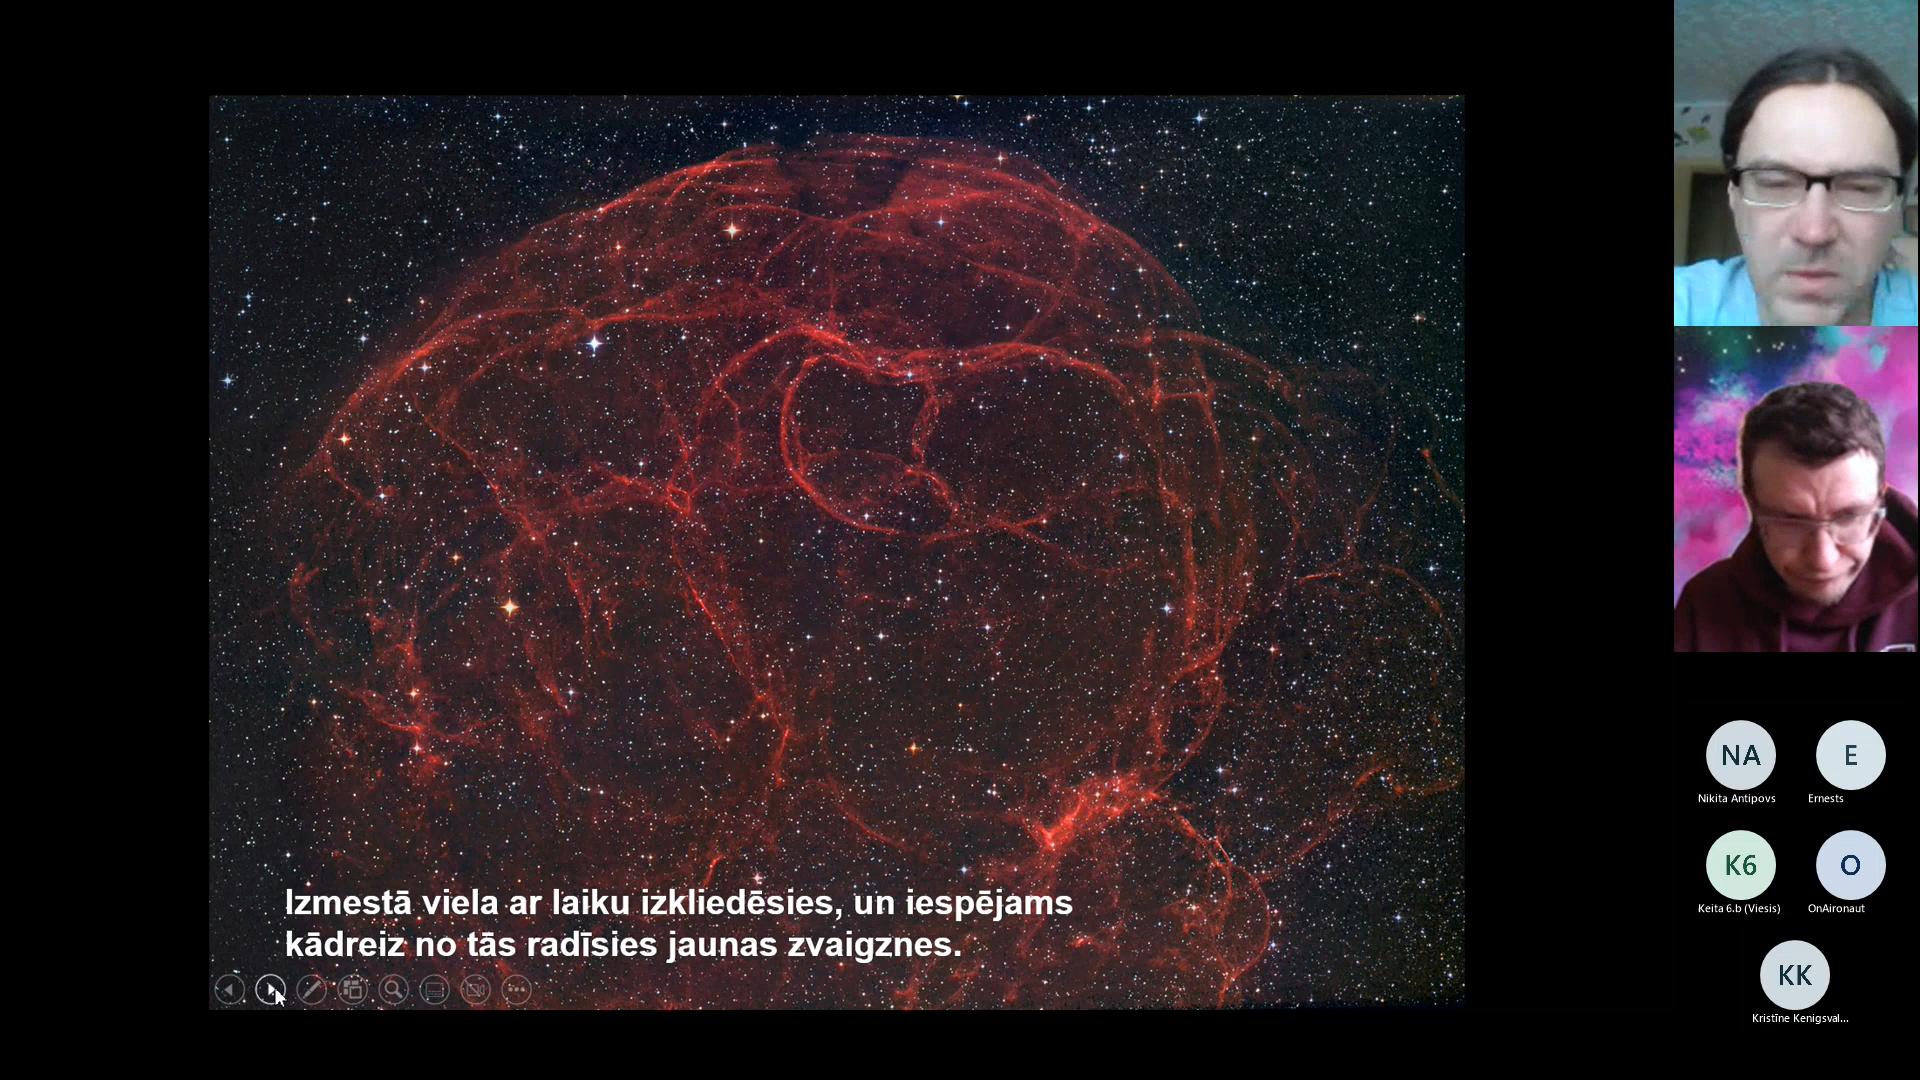 Izmestā viela ar laiku izkliedēsies, un iespējams
kādreiz no tās radīsies jaunas zvaigznes.
NA
Nikita Antipovs
E
Ernests
K6
Keita 6.b (Viesis)
O
OnAironaut
KK
Kristīne Kenigsval...